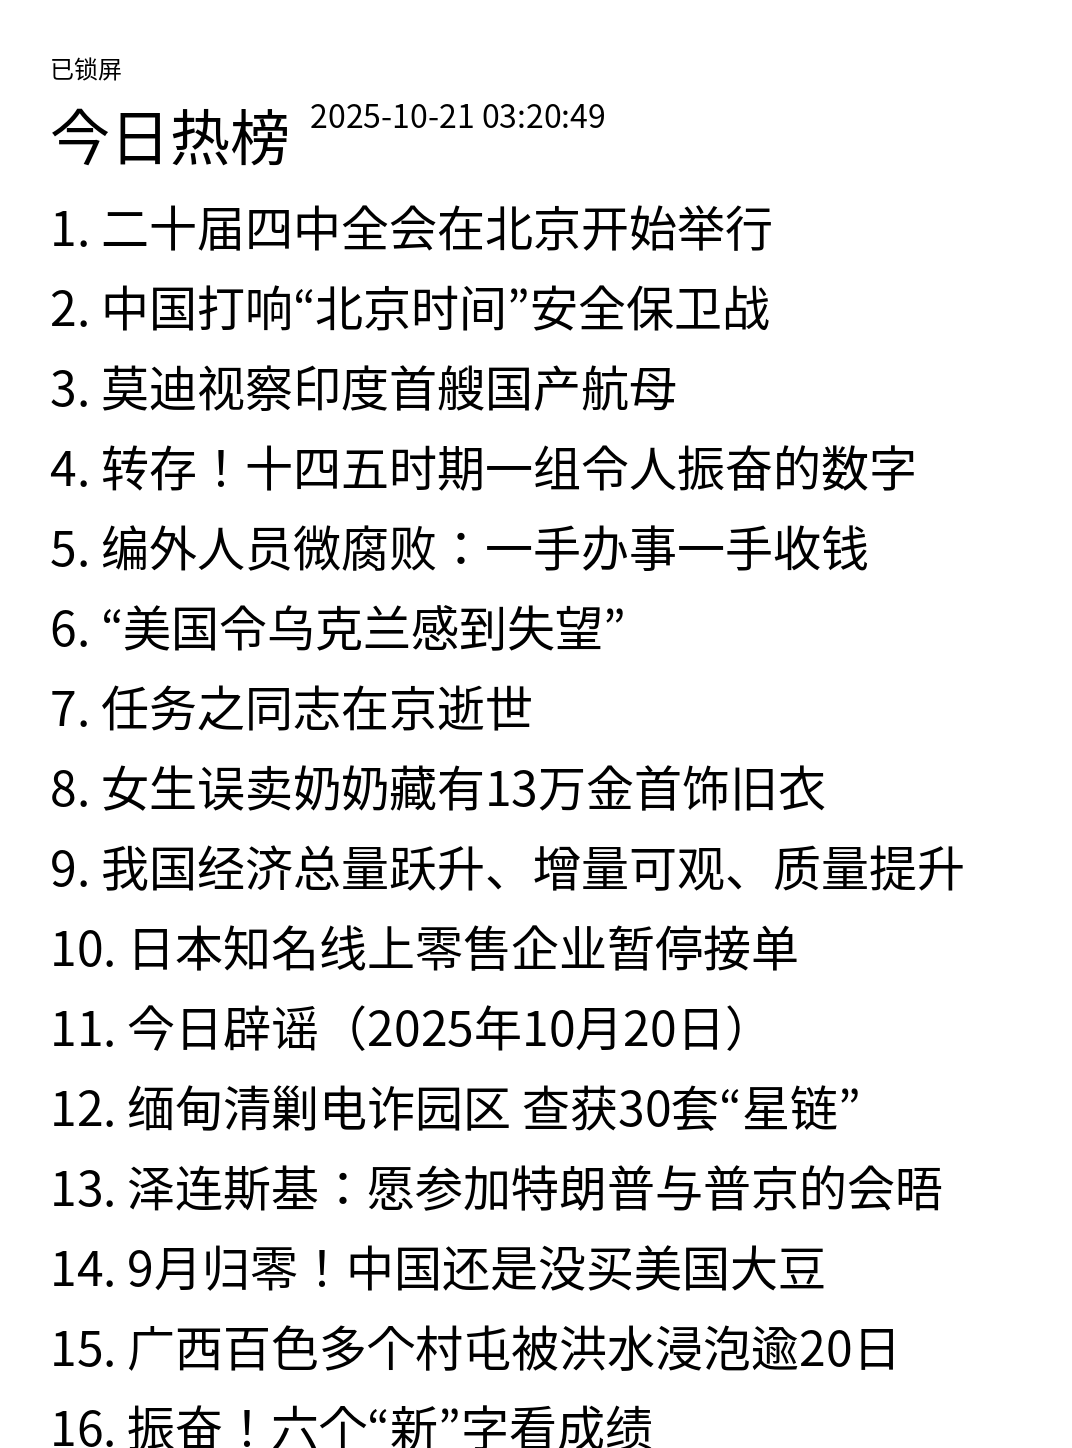 已锁屏
今日热榜 2025-10-21 03:20:49
1. 二十届四中全会在北京开始举行
2. 中国打响“北京时间”安全保卫战
3. 莫迪视察印度首艘国产航母
4. 转存！十四五时期一组令人振奋的数字
5. 编外人员微腐败：一手办事一手收钱
6. “美国令乌克兰感到失望”
7. 任务之同志在京逝世
8. 女生误卖奶奶藏有13万金首饰旧衣
9. 我国经济总量跃升、增量可观、质量提升
10. 日本知名线上零售企业暂停接单
11. 今日辟谣（2025年10月20日）
12. 缅甸清剿电诈园区 查获30套“星链”
13. 泽连斯基：愿参加特朗普与普京的会晤
14. 9月归零！中国还是没买美国大豆
15. 广西百色多个村屯被洪水浸泡逾20日
16. 振奋！六个“新”字看成绩